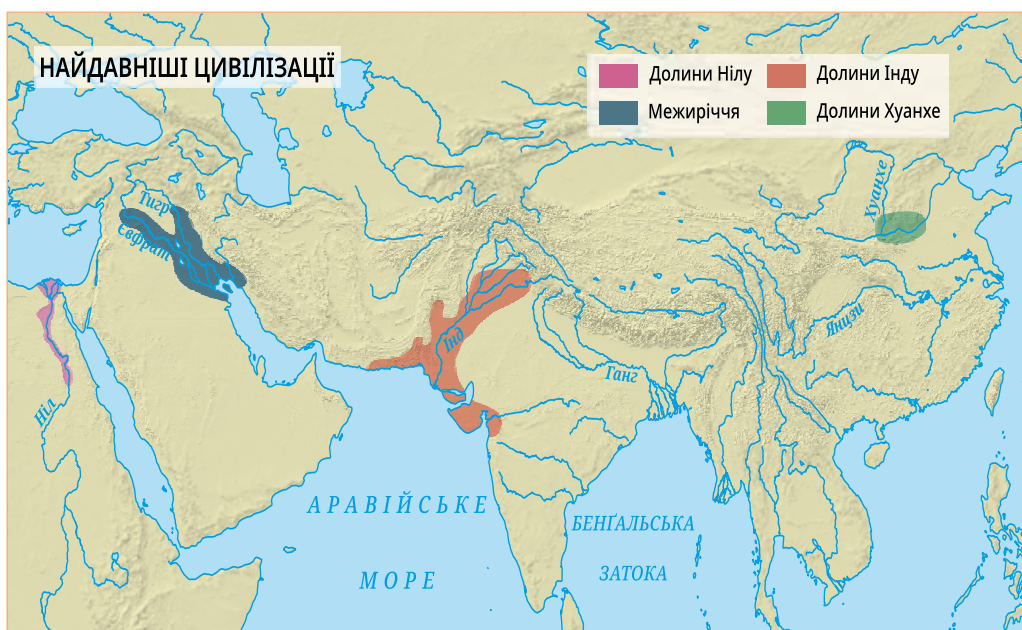 НАЙДАВНІШІ ЦИВІЛІЗАЦІЇ
Долини Нілу
Долини Інду
Межиріччя
Долини Хуанхе
Тигр
Євфрат
Ніл
Інд
Ганг
Хуанхе
Янцзи
АРАВІЙСЬКЕ
МОРЕ
БЕНҐАЛЬСЬКА
ЗАТОКА